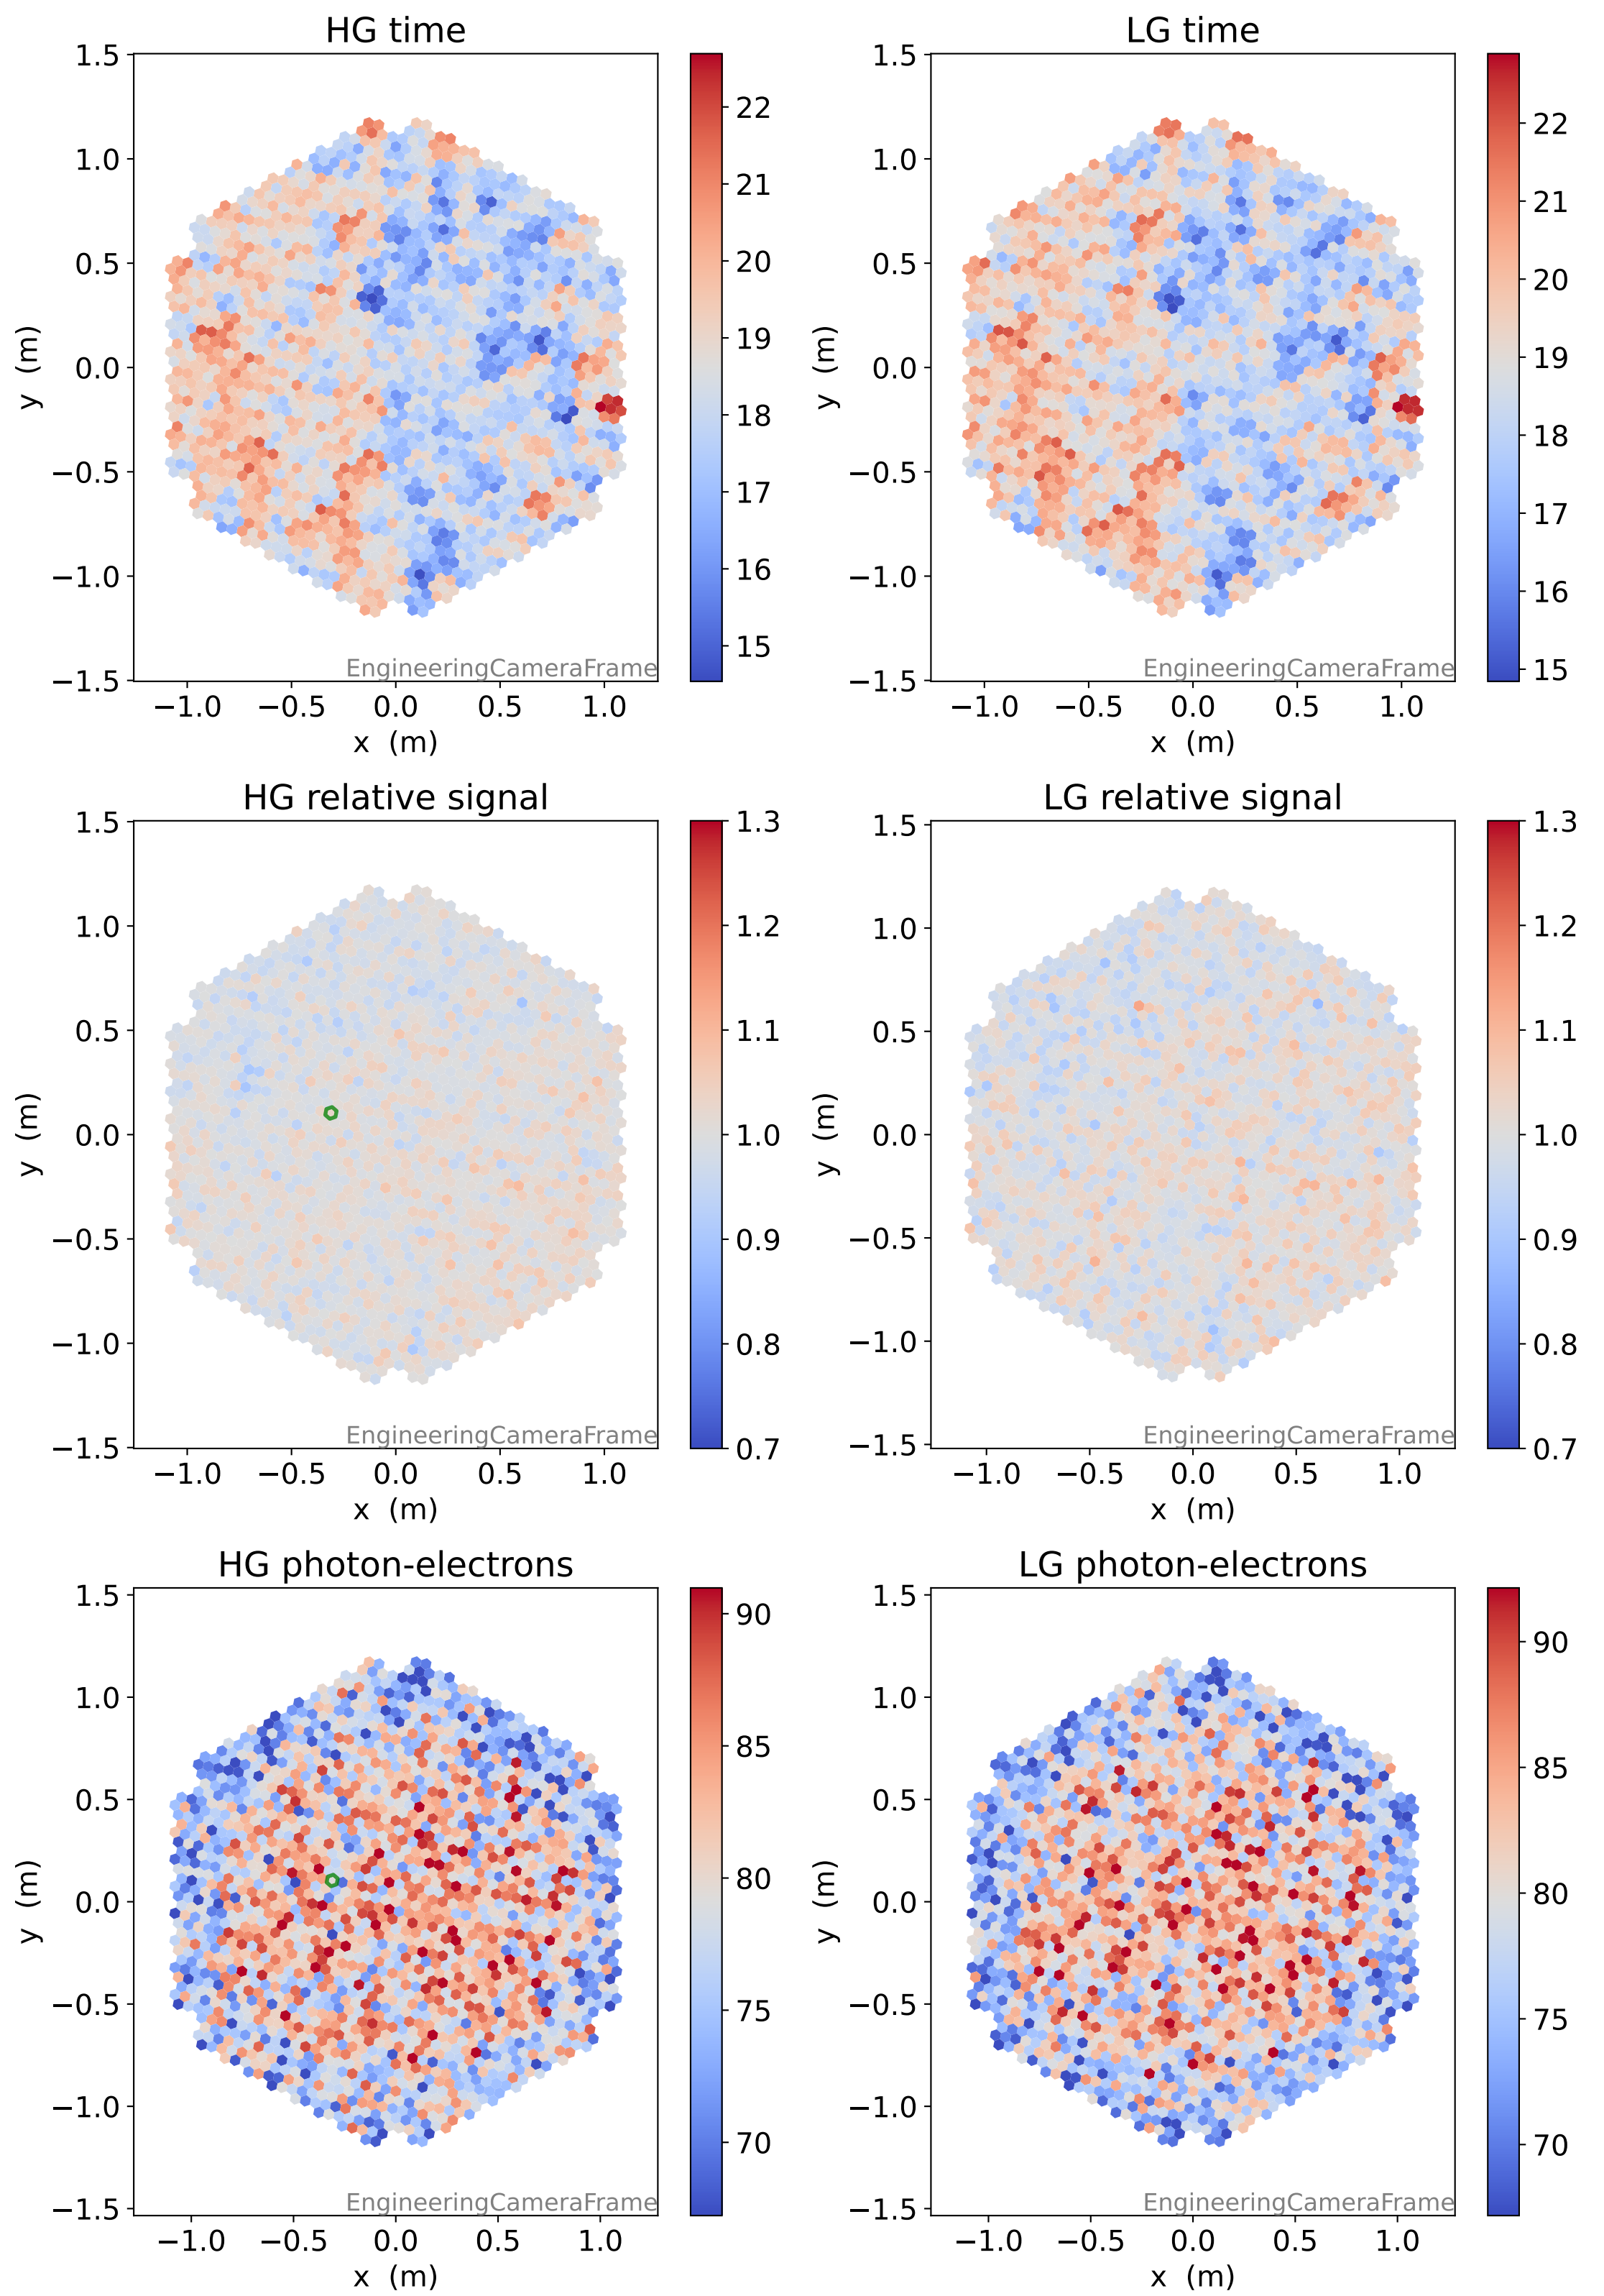 HG time
1.5
1.0
0.5
0.0
−0.5
−1.0
−1.5
y (m)
EngineeringCameraFrame
−1.0 −0.5 0.0 0.5 1.0
x (m)
22
21
20
19
18
17
16
15
LG time
1.5
1.0
0.5
0.0
−0.5
−1.0
−1.5
y (m)
EngineeringCameraFrame
−1.0 −0.5 0.0 0.5 1.0
x (m)
22
21
20
19
18
17
16
15
HG relative signal
1.5
1.0
0.5
0.0
−0.5
−1.0
−1.5
y (m)
EngineeringCameraFrame
−1.0 −0.5 0.0 0.5 1.0
x (m)
1.3
1.2
1.1
1.0
0.9
0.8
0.7
LG relative signal
1.5
1.0
0.5
0.0
−0.5
−1.0
−1.5
y (m)
EngineeringCameraFrame
−1.0 −0.5 0.0 0.5 1.0
x (m)
1.3
1.2
1.1
1.0
0.9
0.8
0.7
HG photon-electrons
1.5
1.0
0.5
0.0
−0.5
−1.0
−1.5
y (m)
EngineeringCameraFrame
−1.0 −0.5 0.0 0.5 1.0
x (m)
90
85
80
75
70
LG photon-electrons
1.5
1.0
0.5
0.0
−0.5
−1.0
−1.5
y (m)
EngineeringCameraFrame
−1.0 −0.5 0.0 0.5 1.0
x (m)
90
85
80
75
70